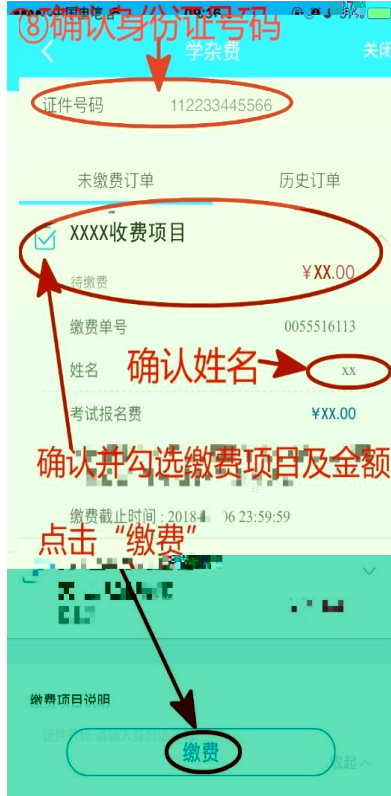 ⑧确认身份证号码
学杂费
关闭
证件号码 112233445566
未缴费订单 历史订单
XXXX收费项目
待缴费 ¥XX.00
缴费单号 0055516113
确认姓名
姓名 xx
考试报名费 ¥XX.00
确认并勾选缴费项目及金额
缴费截止时间：2018 06 23:59:59
点击“缴费”
缴费项目说明
缴费
收起